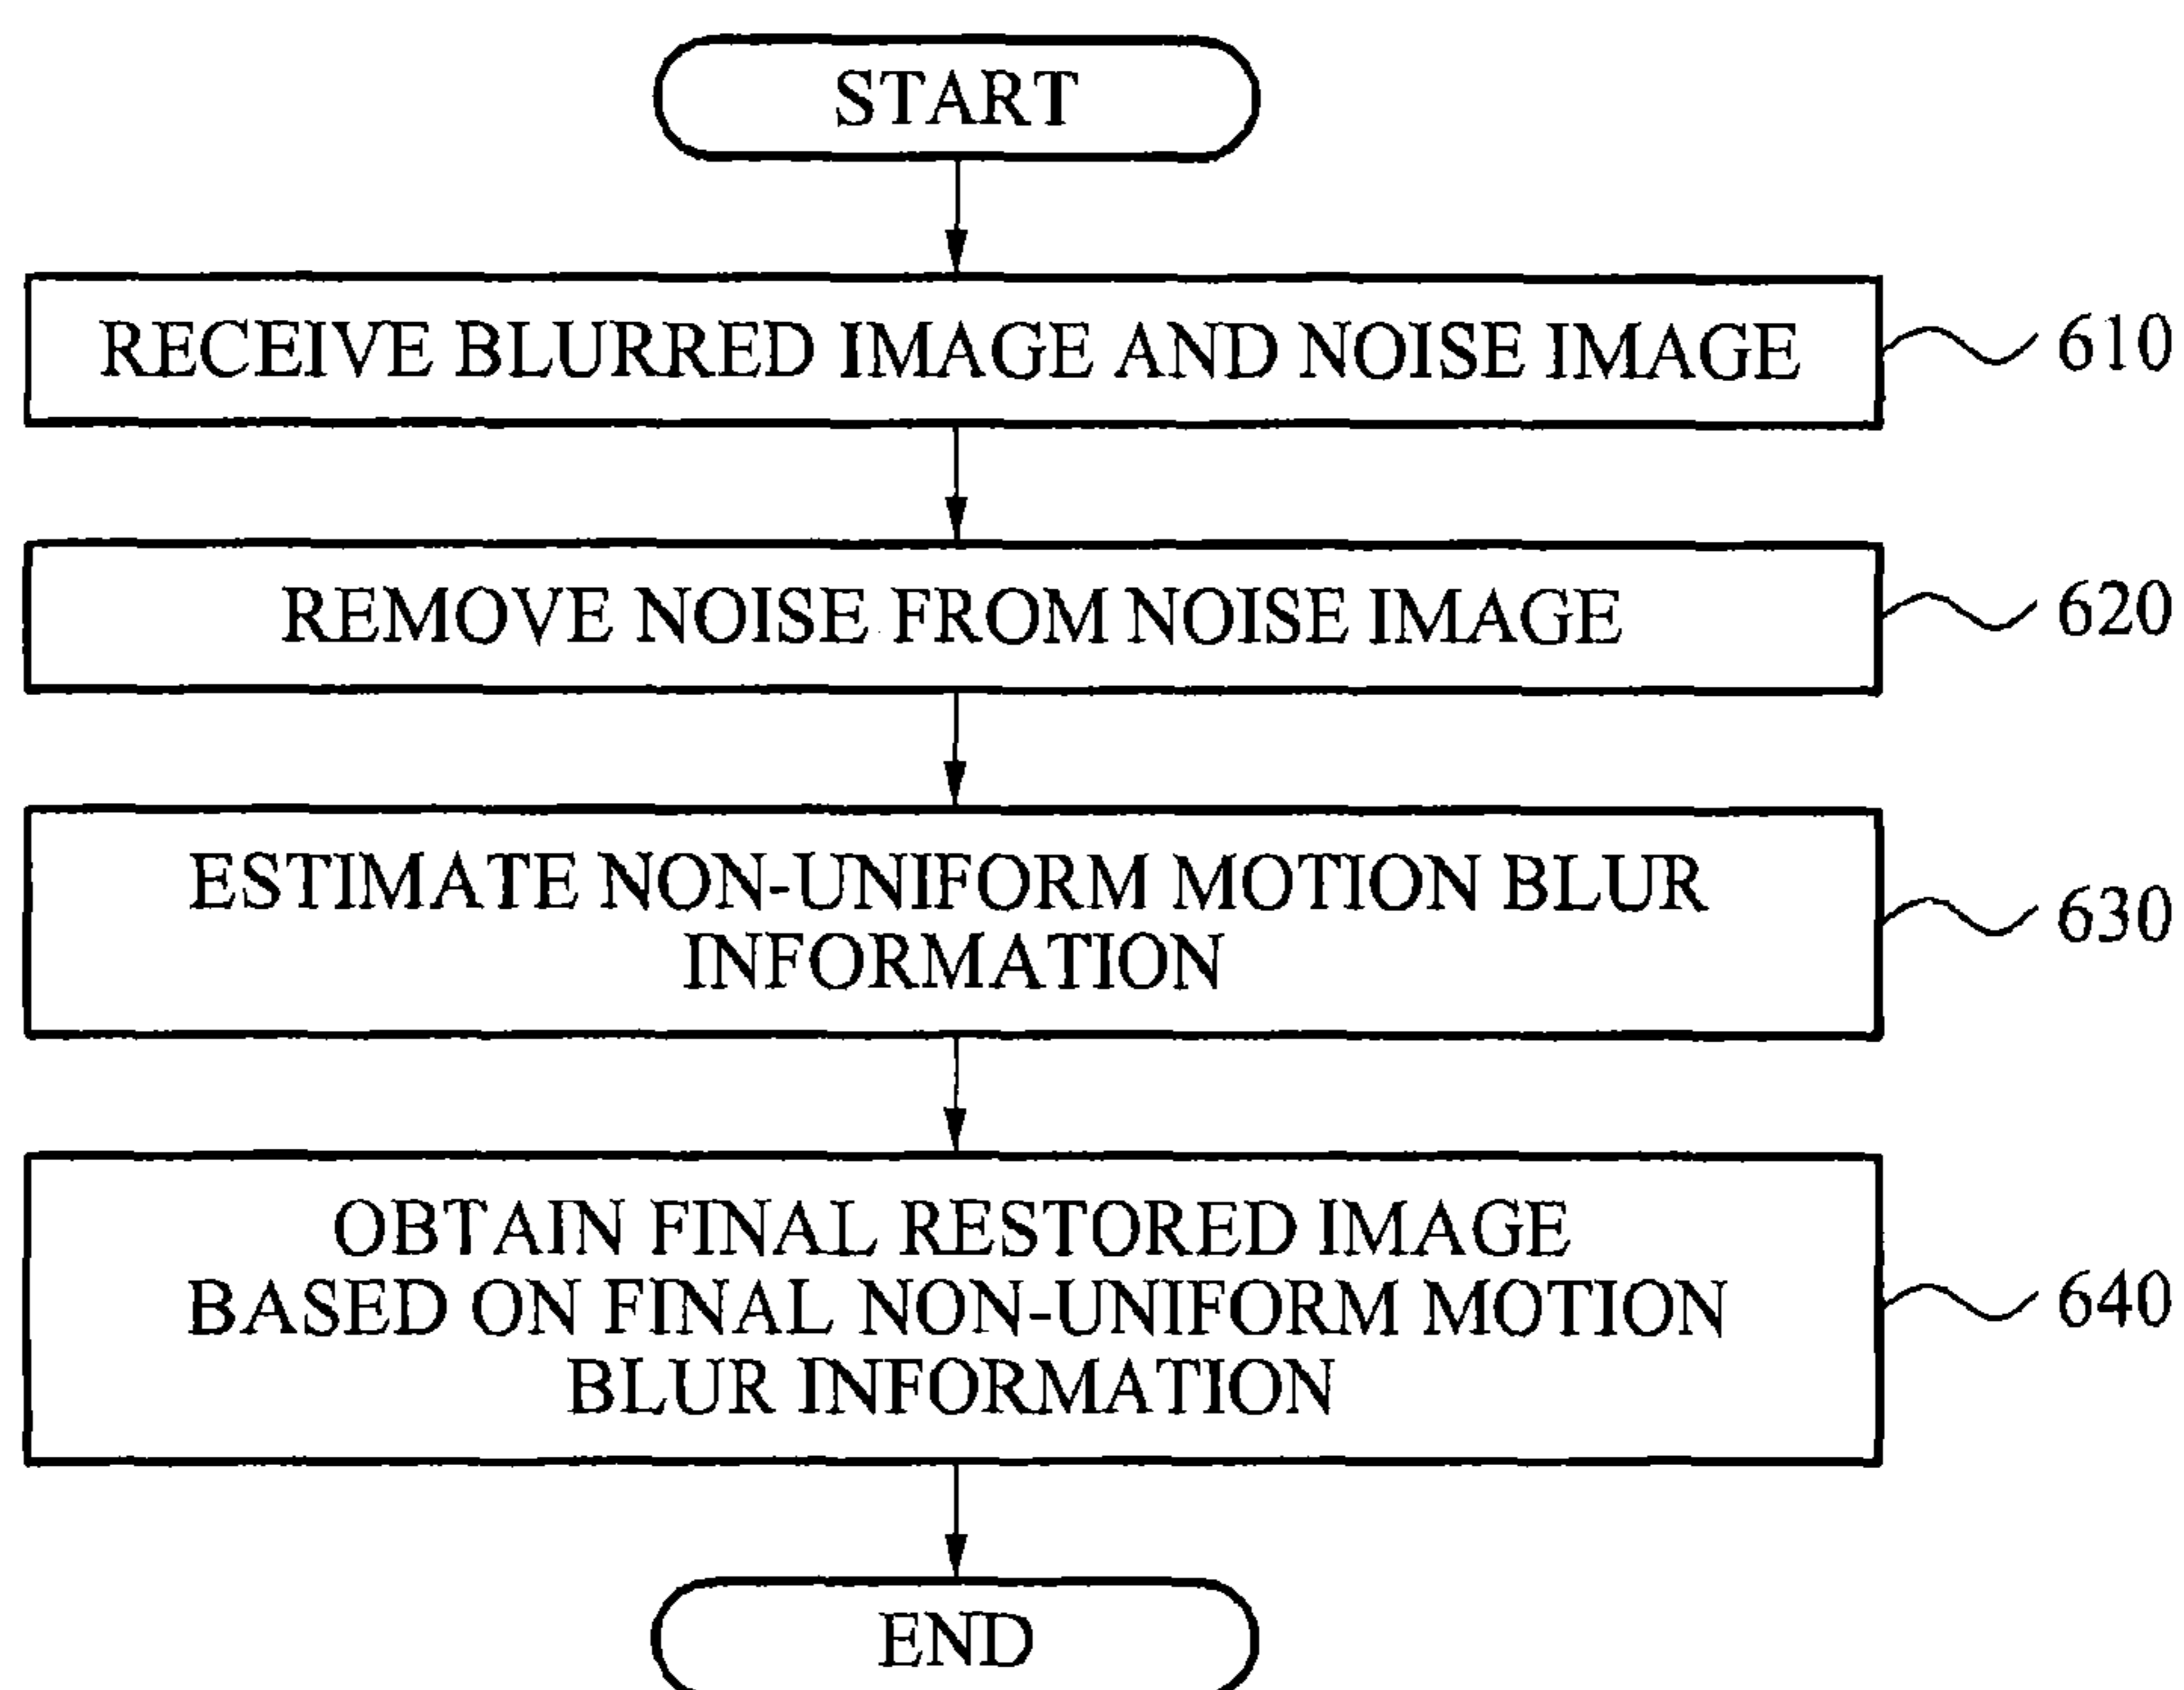 START
RECEIVE BLURRED IMAGE AND NOISE IMAGE
610
REMOVE NOISE FROM NOISE IMAGE
620
ESTIMATE NON-UNIFORM MOTION BLUR
INFORMATION
630
OBTAIN FINAL RESTORED IMAGE
BASED ON FINAL NON-UNIFORM MOTION
BLUR INFORMATION
640
END